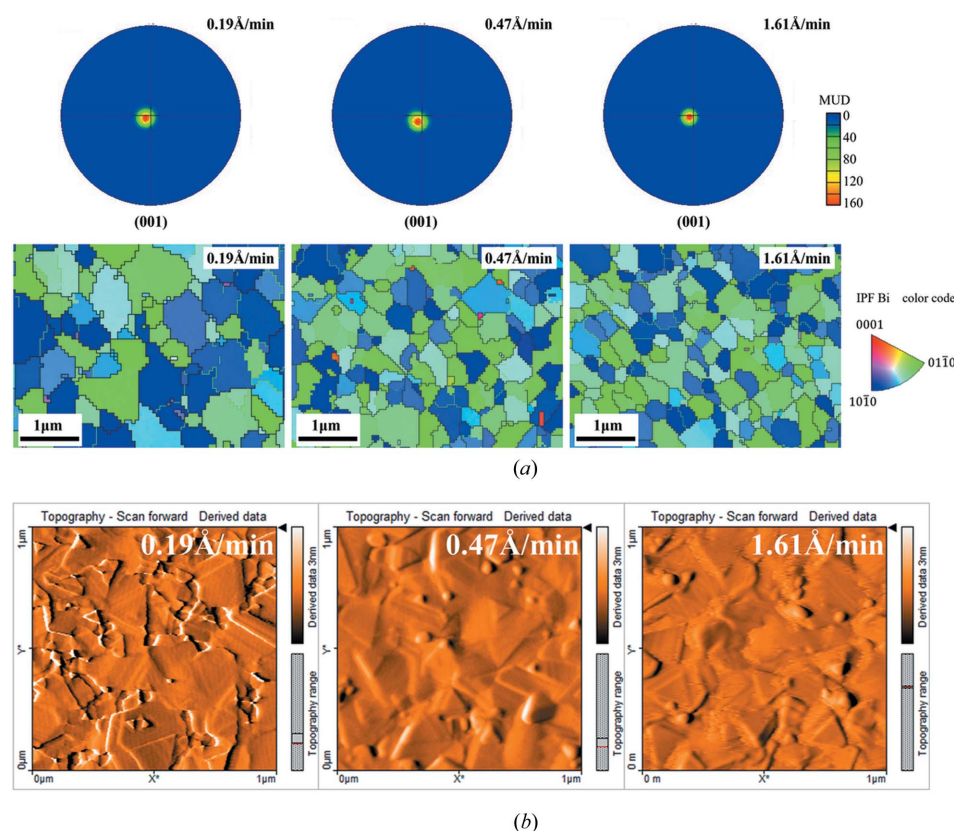 0.19Å/min
0.47Å/min
1.61Å/min
MUD
0
40
80
120
160
(001)
(001)
(001)
0.19Å/min
0.47Å/min
1.61Å/min
1μm
1μm
1μm
IPF Bi color code
0001
011̄0
101̄0
(a)
Topography - Scan forward Derived data
Topography - Scan forward Derived data
Topography - Scan forward Derived data
0.19Å/min
0.47Å/min
1.61Å/min
1μm
Y*
0μm
0μm
X*
1μm
Derived data 3nm
Topography range
1μm
Y*
0μm
0μm
X*
1μm
Derived data 3nm
Topography range
1μm
Y*
0 m
0 m
X*
1μm
Derived data 3nm
Topography range
(b)